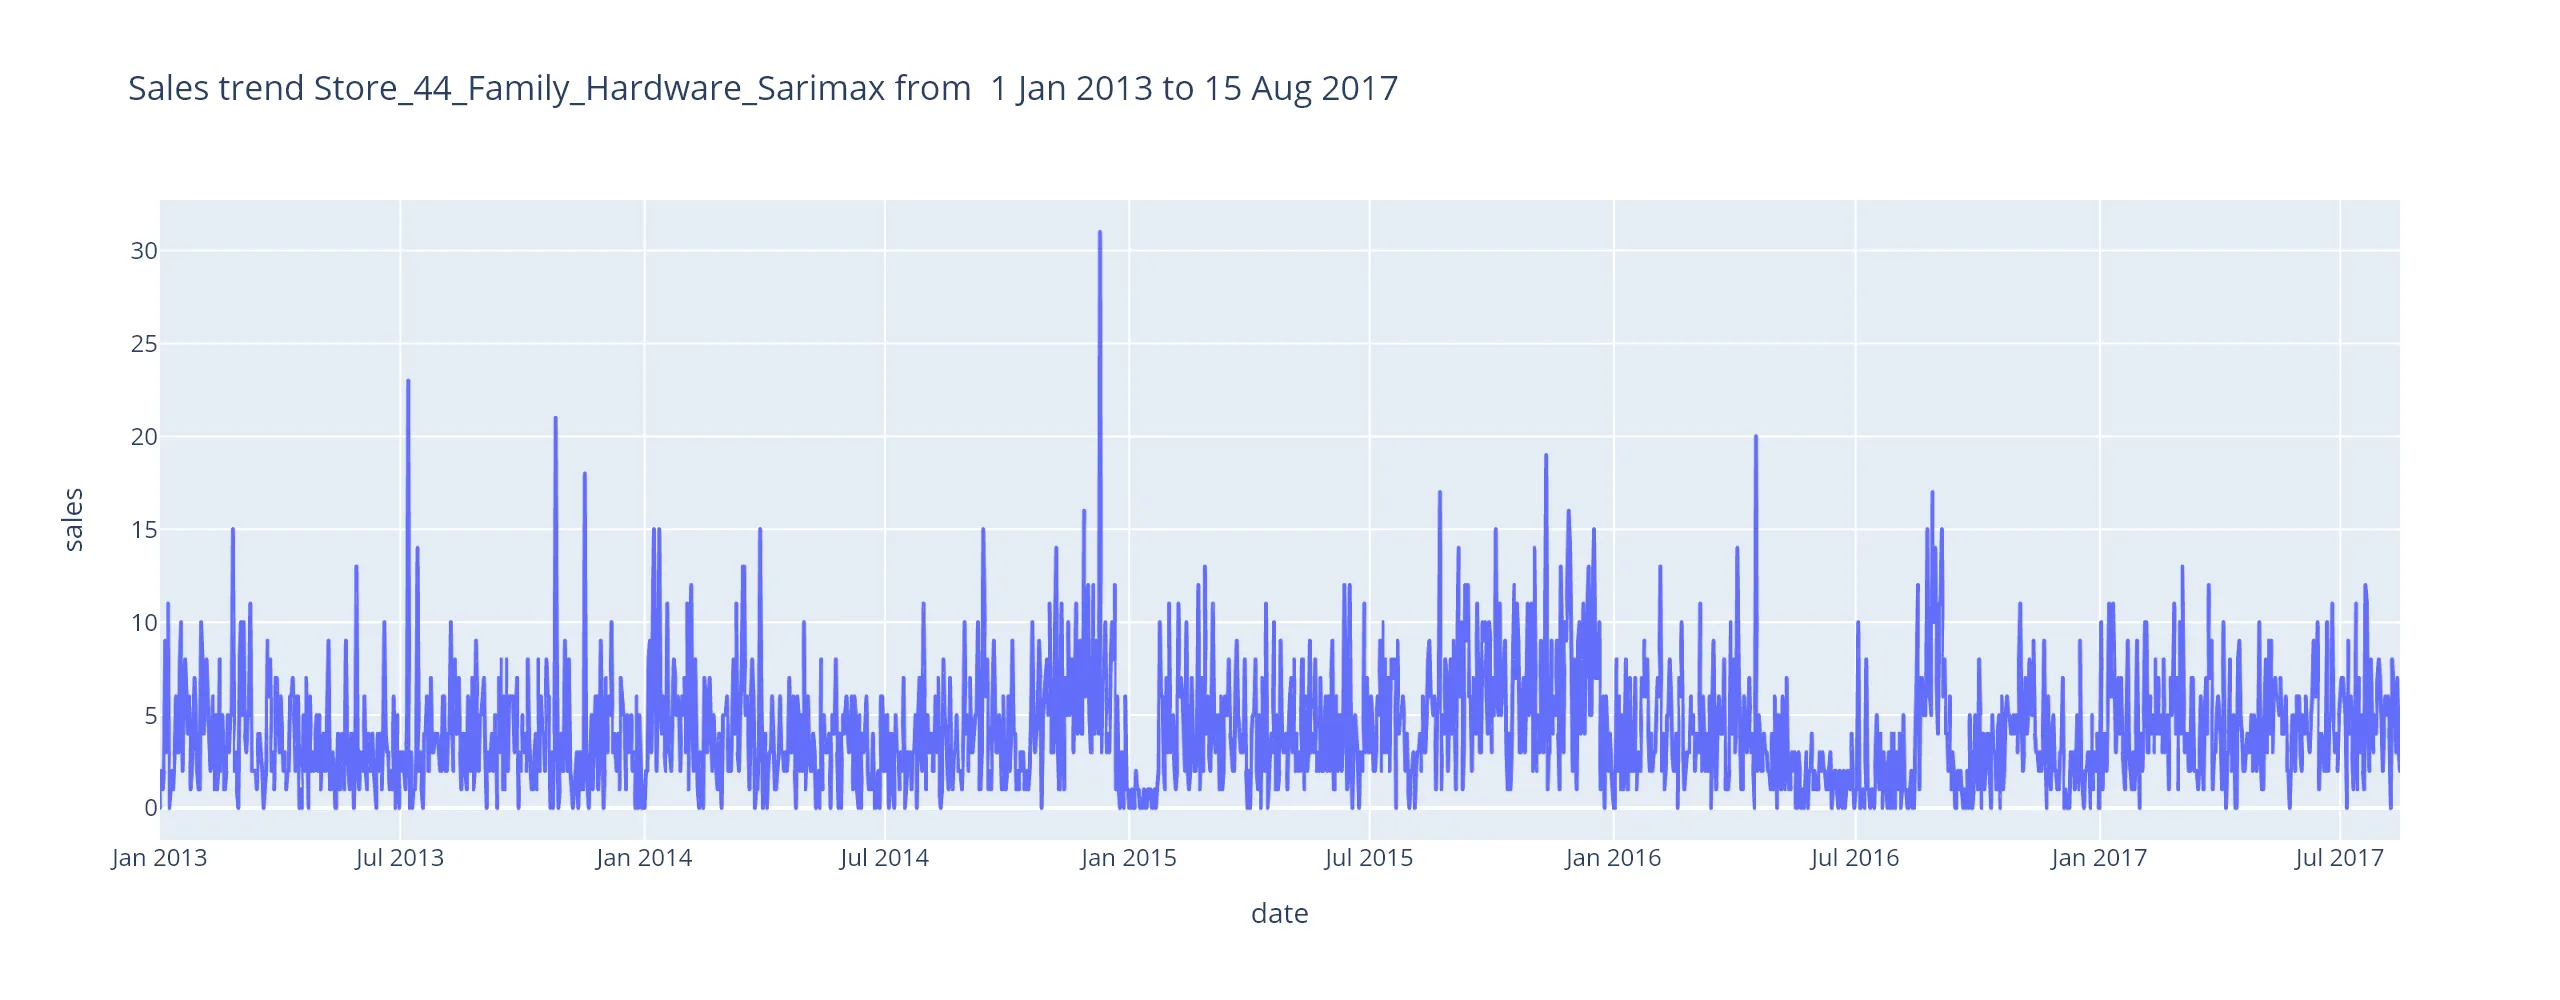 Sales trend Store_44_Family_Hardware_Sarimax from  1 Jan 2013 to 15 Aug 2017
30
25
20
15
10
5
0
sales
Jan 2013 Jul 2013 Jan 2014 Jul 2014 Jan 2015 Jul 2015 Jan 2016 Jul 2016 Jan 2017 Jul 2017
date